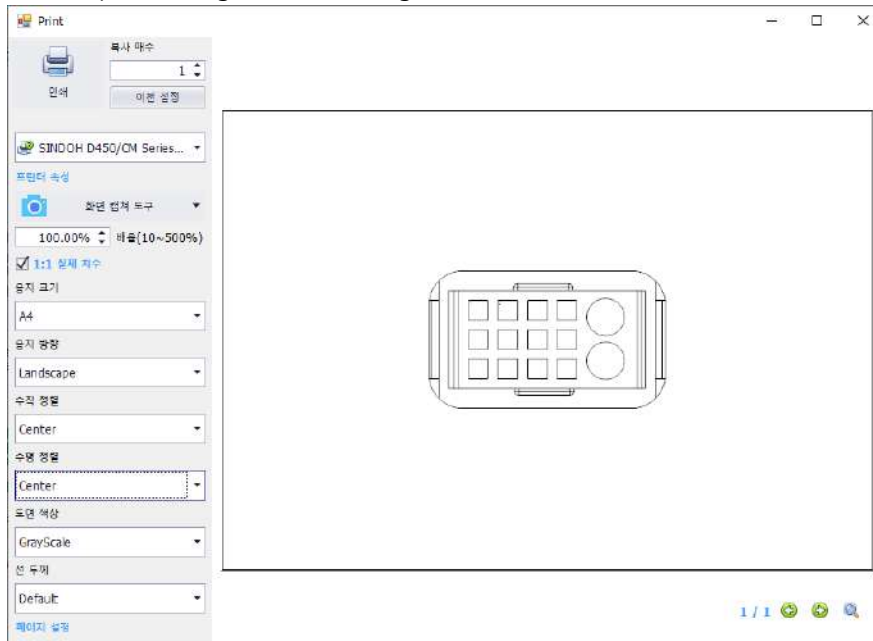 Print
복사 매수
1
인쇄
이전 설정
SINDOH D450/CM Series...
프린터 속성
화면 캡쳐 도구
100.00%
비율(10~500%)
1:1 실제 치수
용지 크기
A4
용지 방향
Landscape
수직 정렬
Center
수평 정렬
Center
도면 색상
GrayScale
선 두께
Default
페이지 설정
1 / 1